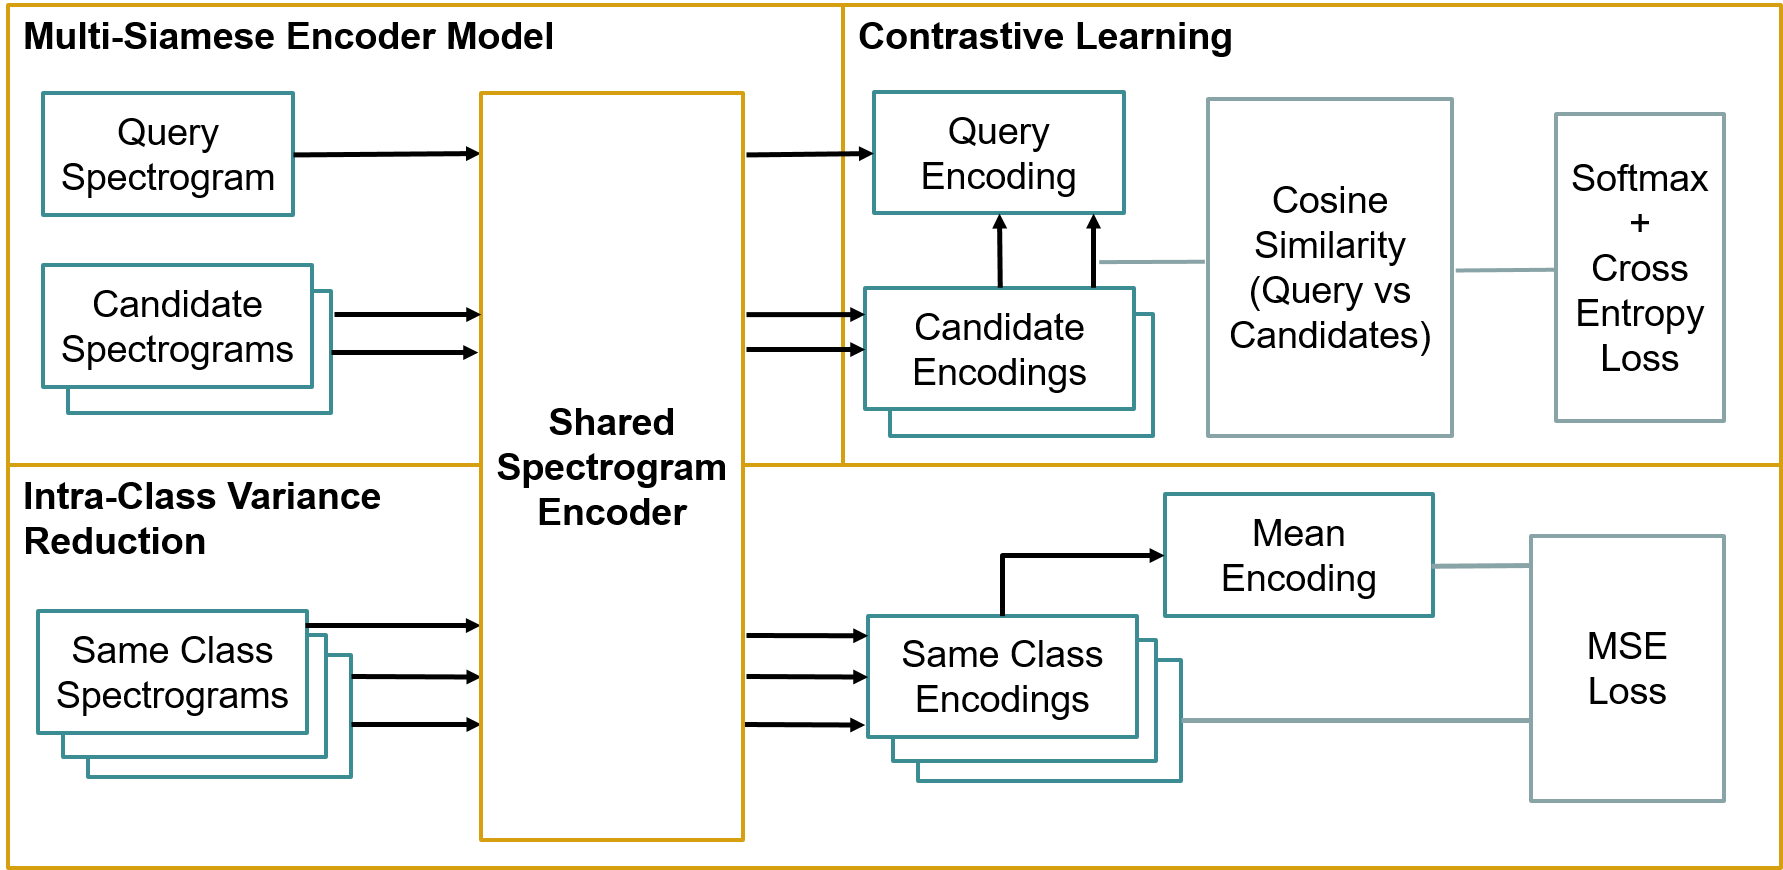 Multi-Siamese Encoder Model
Query
Spectrogram
Candidate
Spectrograms
Shared
Spectrogram
Encoder
Contrastive Learning
Query
Encoding
Candidate
Encodings
Cosine
Similarity
(Query vs
Candidates)
Softmax
+
Cross
Entropy
Loss
Intra-Class Variance
Reduction
Same Class
Spectrograms
Same Class
Encodings
Mean
Encoding
MSE
Loss